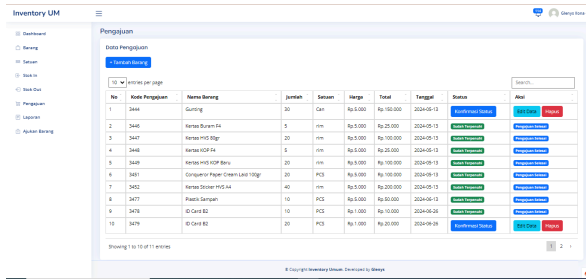 Inventory UM
Glenys Xena
Dashboard
Barang
Satuan
Stok In
Stok Out
Pengajuan
Laporan
Ajukan Barang
Pengajuan
Data Pengajuan
+ Tambah Barang
10 entries per page
Search...
No Kode Pengajuan Nama Barang Jumlah Satuan Harga Total Tanggal Status Aksi
1 3444 Gunting 30 Can Rp.5.000 Rp.150.000 2024-05-13 Konfirmasi Status Edit Data Hapus
2 3446 Kertas Buram F4 5 rim Rp.5.000 Rp.25.000 2024-05-13 Sudah Terpenuhi Pengajuan Selesai
3 3447 Kertas HVS 80gr 20 rim Rp.5.000 Rp.100.000 2024-05-13 Sudah Terpenuhi Pengajuan Selesai
4 3448 Kertas KOP F4 5 rim Rp.5.000 Rp.25.000 2024-05-13 Sudah Terpenuhi Pengajuan Selesai
5 3449 Kertas HVS KOP Baru 20 rim Rp.5.000 Rp.100.000 2024-05-13 Sudah Terpenuhi Pengajuan Selesai
6 3451 Conqueror Paper Cream Laid 100gr 20 PCS Rp.5.000 Rp.100.000 2024-05-13 Sudah Terpenuhi Pengajuan Selesai
7 3452 Kertas Sticker HVS A4 40 rim Rp.5.000 Rp.200.000 2024-05-13 Sudah Terpenuhi Pengajuan Selesai
8 3477 Plastik Sampah 10 PCS Rp.5.000 Rp.50.000 2024-06-13 Sudah Terpenuhi Pengajuan Selesai
9 3478 ID Card B2 10 PCS Rp.1.000 Rp.10.000 2024-06-26 Sudah Terpenuhi Pengajuan Selesai
10 3479 ID Card B2 20 PCS Rp.1.000 Rp.20.000 2024-06-26 Konfirmasi Status Edit Data Hapus
Showing 1 to 10 of 11 entries
1 2 ›
© Copyright Inventory Umum. Developed by Glenys